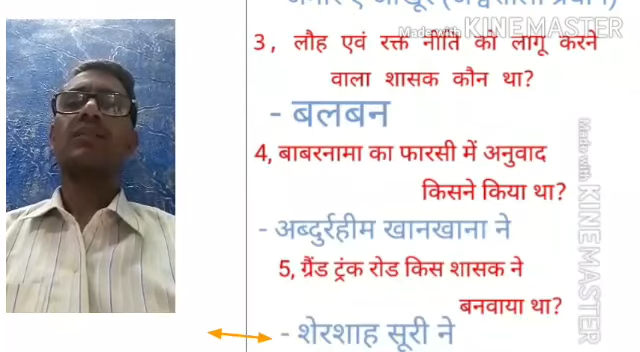 Made with KINEMASTER
3, लौह एवं रक्त नीति को लागू करने
वाला शासक कौन था?
- बलबन
4, बाबरनामा का फारसी में अनुवाद
किसने किया था?
- अब्दुर्रहीम खानखाना ने
5, ग्रैंड ट्रंक रोड किस शासक ने
बनवाया था?
- शेरशाह सूरी ने
Made with KINEMASTER